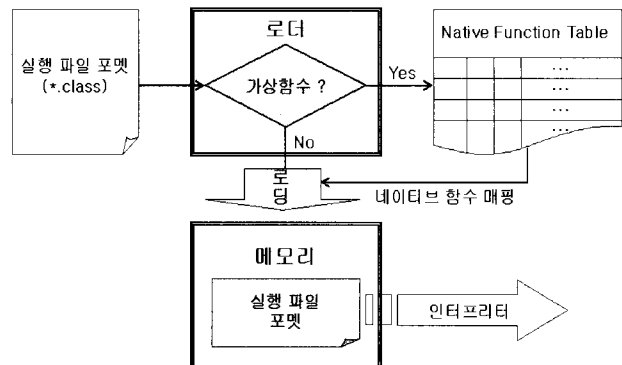 로더
Native Function Table
실행 파일 포멧
(*.class)
가상함수 ?
Yes
...
...
...
...
No
로
딩
네이티브 함수 매핑
메모리
실행 파일
포멧
인터프리터